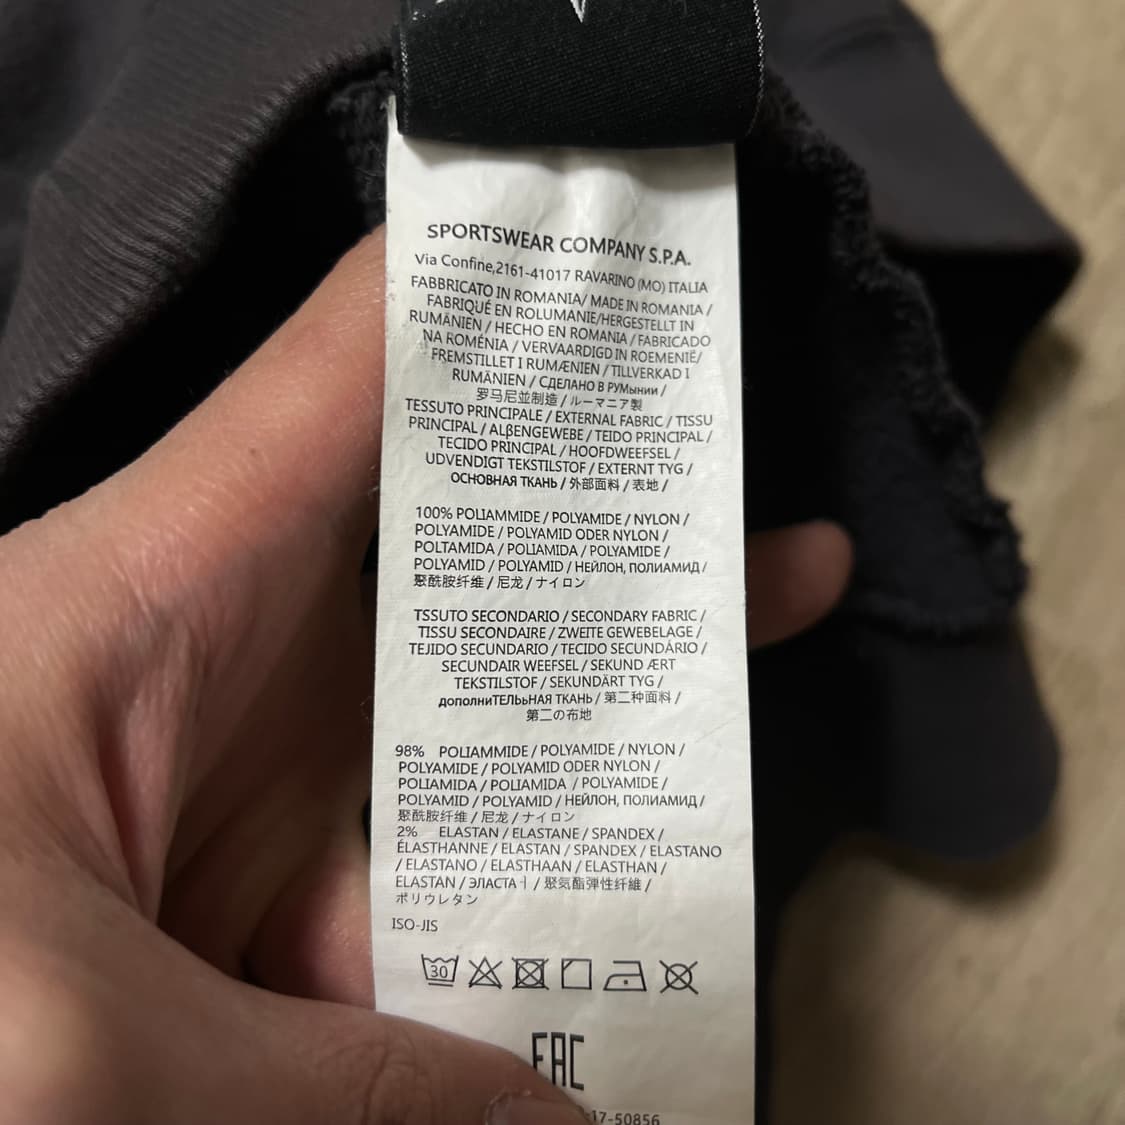 SPORTSWEAR COMPANY S.P.A.
Via Confine,2161-41017 RAVARINO (MO) ITALIA
FABBRICATO IN ROMANIA/ MADE IN ROMANIA /
FABRIQUÉ EN ROLUMANIE/HERGESTELLT IN
RUMÄNIEN / HECHO EN ROMANIA / FABRICADO
NA ROMÉNIA / VERVAARDIGD IN ROEMENIË/
FREMSTILLET I RUMÆNIEN / TILLVERKAD I
RUMÄNIEN / СДЕЛАНО В РУМынии /
罗马尼並制造 / ルーマニア製
TESSUTO PRINCIPALE / EXTERNAL FABRIC / TISSU
PRINCIPAL / ALβENGEWEBE / TEIDO PRINCIPAL /
TECIDO PRINCIPAL / HOOFDWEEFSEL /
UDVENDIGT TEKSTILSTOF / EXTERNT TYG /
ОСНОВНАЯ ТКАНЬ / 外部面料 / 表地 /
100% POLIAMMIDE / POLYAMIDE / NYLON /
POLYAMIDE / POLYAMID ODER NYLON /
POLTAMIDA / POLIAMIDA / POLYAMIDE /
POLYAMID / POLYAMID / НЕЙЛОН, ПОЛИАМИД /
聚酰胺纤维 / 尼龙 / ナイロン
TSSUTO SECONDARIO / SECONDARY FABRIC /
TISSU SECONDAIRE / ZWEITE GEWEBELAGE /
TEJIDO SECUNDARIO / TECIDO SECUNDÁRIO /
SECUNDAIR WEEFSEL / SEKUND ÆRT
TEKSTILSTOF / SEKUNDÄRT TYG /
дополниТЕЛЬьНАЯ ТКАНЬ / 第二种面料 /
第二の布地
98% POLIAMMIDE / POLYAMIDE / NYLON /
POLYAMIDE / POLYAMID ODER NYLON /
POLIAMIDA / POLIAMIDA / POLYAMIDE /
POLYAMID / POLYAMID / НЕЙЛОН, ПОЛИАМИД /
聚酰胺纤维 / 尼龙 / ナイロン
2% ELASTAN / ELASTANE / SPANDEX /
ÉLASTHANNE / ELASTAN / SPANDEX / ELASTANO
/ ELASTANO / ELASTHAAN / ELASTHAN /
ELASTAN / ЭЛАСТА┤ / 聚氨酯弹性纤維 /
ポリウレタン
ISO-JIS
30
EAC
17-50856